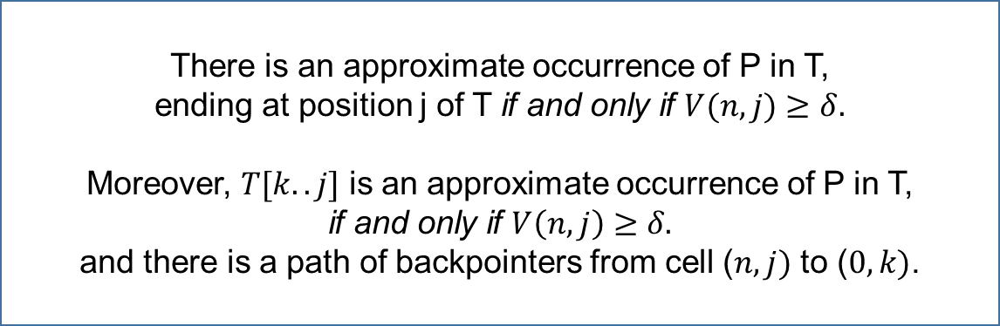 There is an approximate occurrence of P in T,
ending at position j of T if and only if 𝑉(𝑛, 𝑗) ≥ 𝛿.
Moreover, 𝑇[𝑘. . 𝑗] is an approximate occurrence of P in T,
if and only if 𝑉(𝑛, 𝑗) ≥ 𝛿.
and there is a path of backpointers from cell (𝑛, 𝑗) to (0, 𝑘).